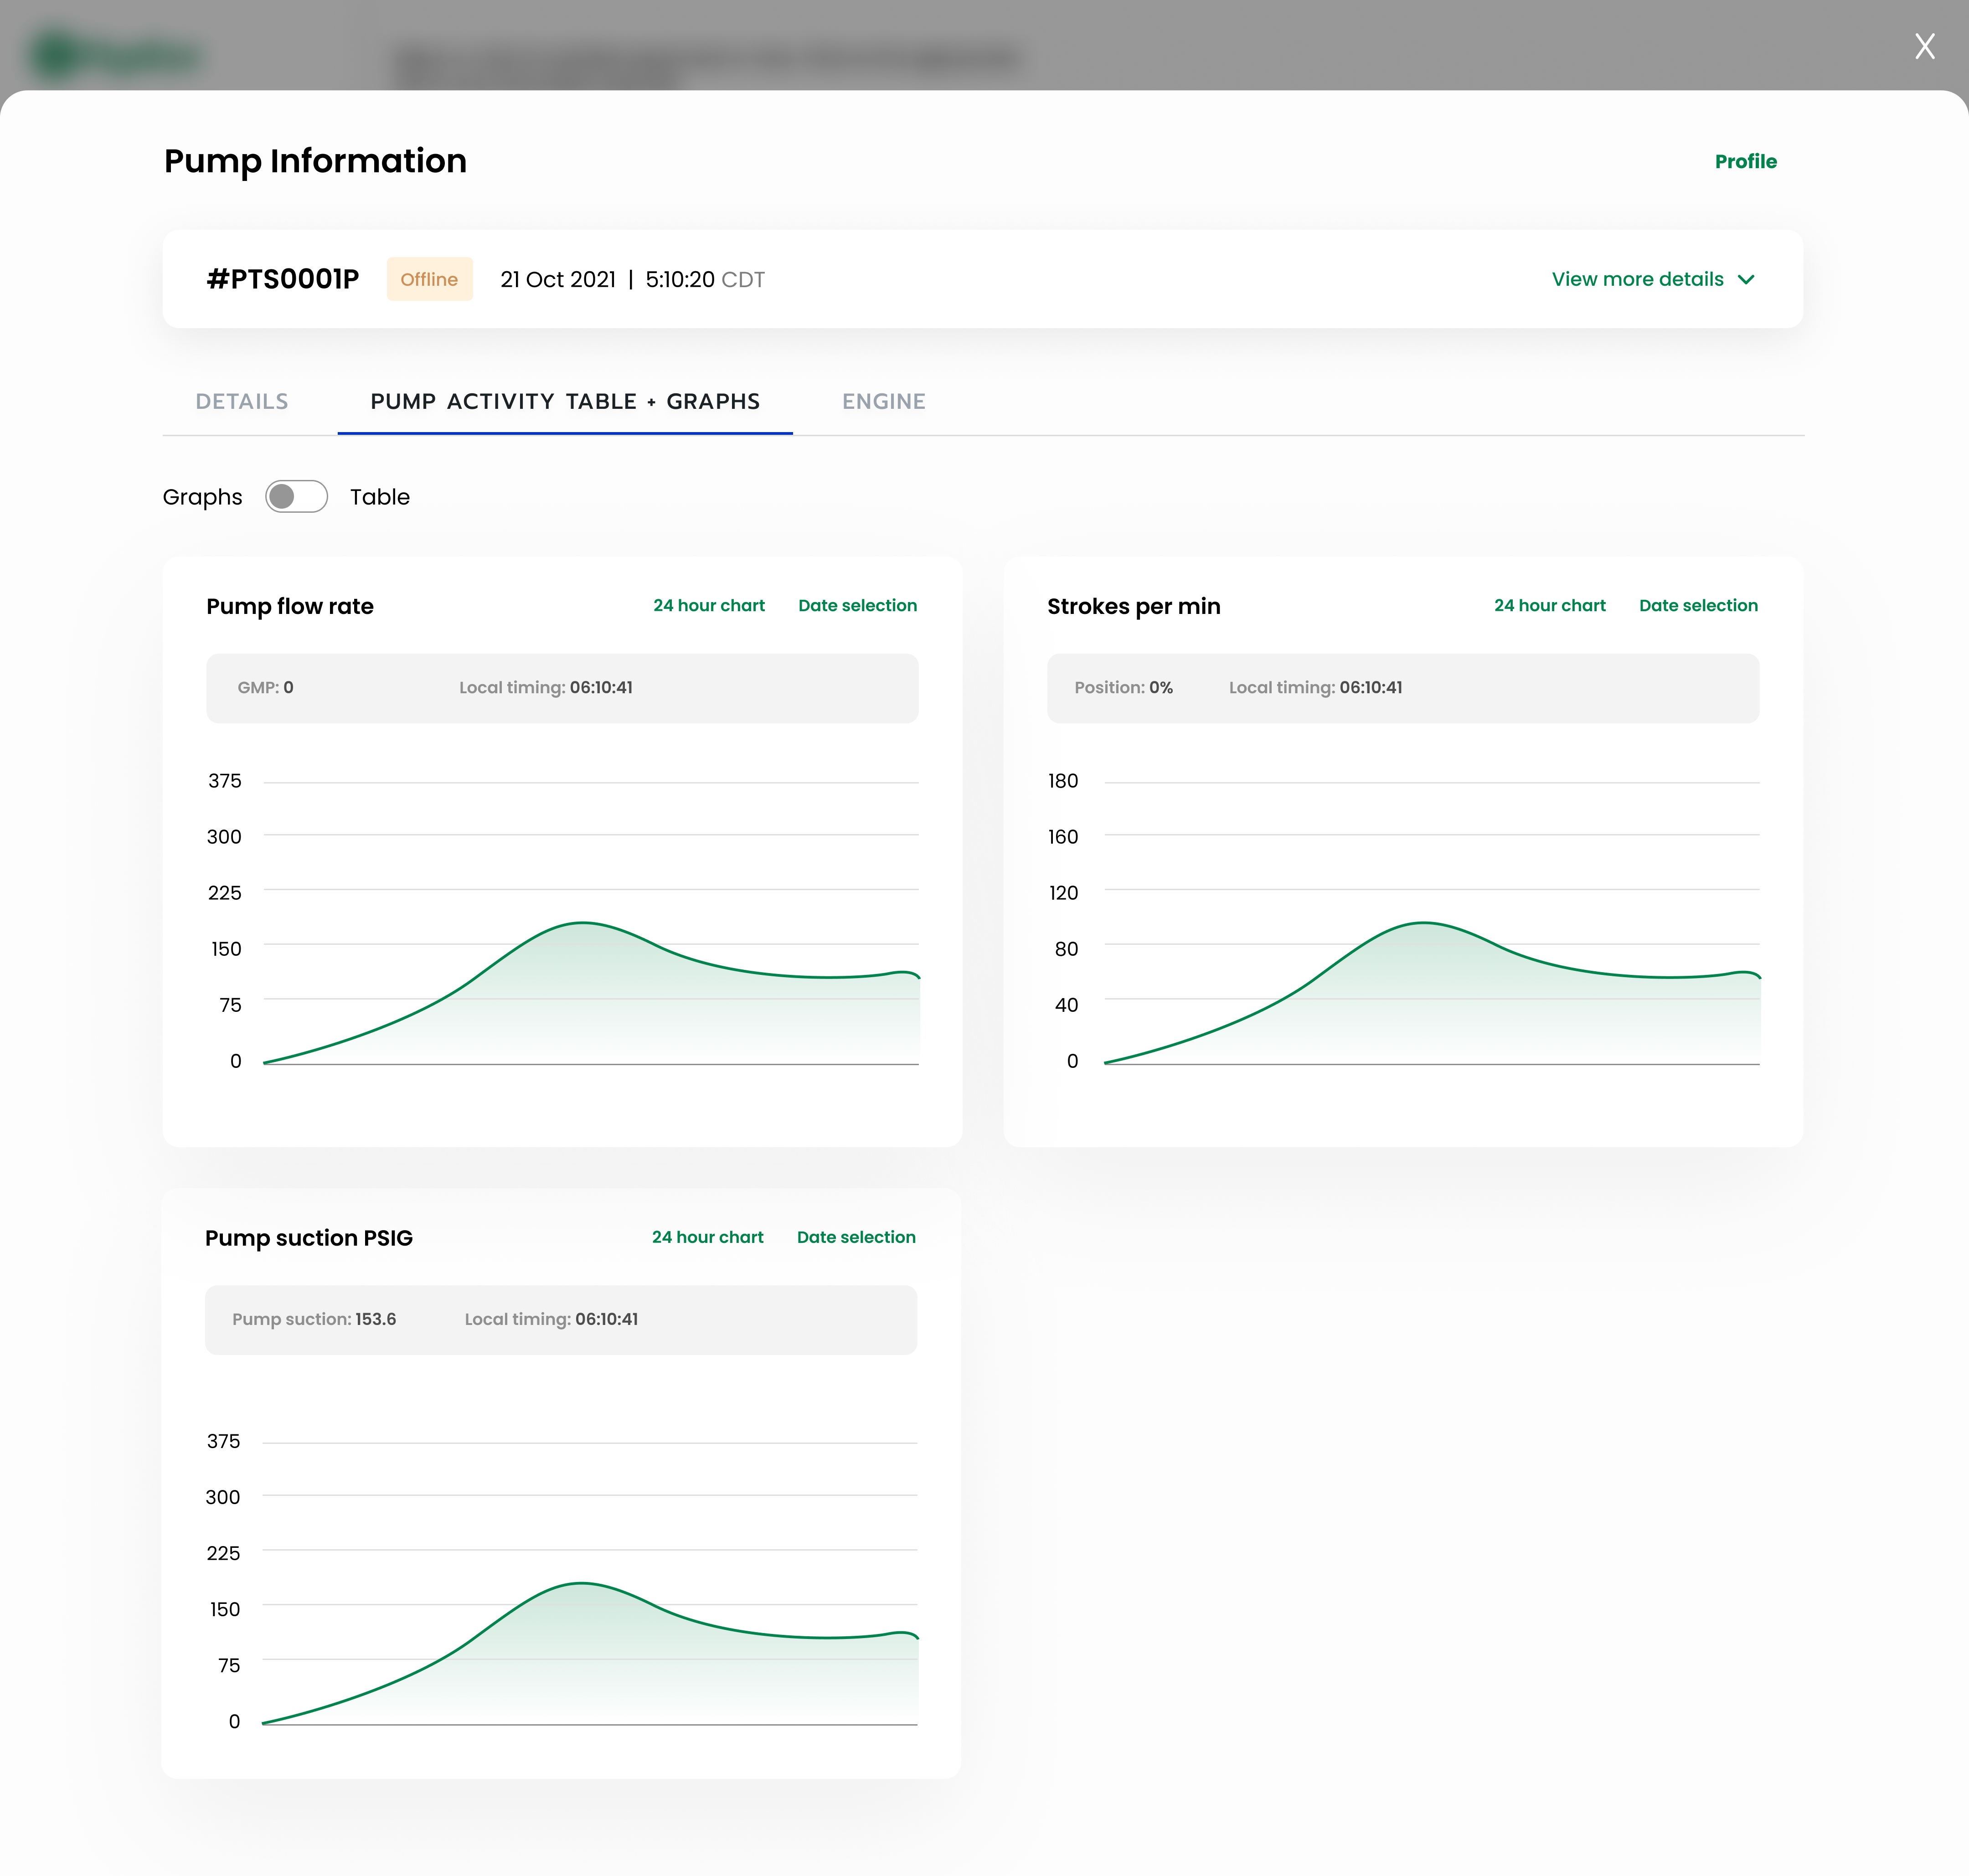 X
Pump Information
Profile
#PTS0001P Offline 21 Oct 2021 | 5:10:20 CDT View more details
DETAILS PUMP ACTIVITY TABLE + GRAPHS ENGINE
Graphs Table
Pump flow rate 24 hour chart Date selection
GMP: 0 Local timing: 06:10:41
375
300
225
150
75
0
Strokes per min 24 hour chart Date selection
Position: 0% Local timing: 06:10:41
180
160
120
80
40
0
Pump suction PSIG 24 hour chart Date selection
Pump suction: 153.6 Local timing: 06:10:41
375
300
225
150
75
0